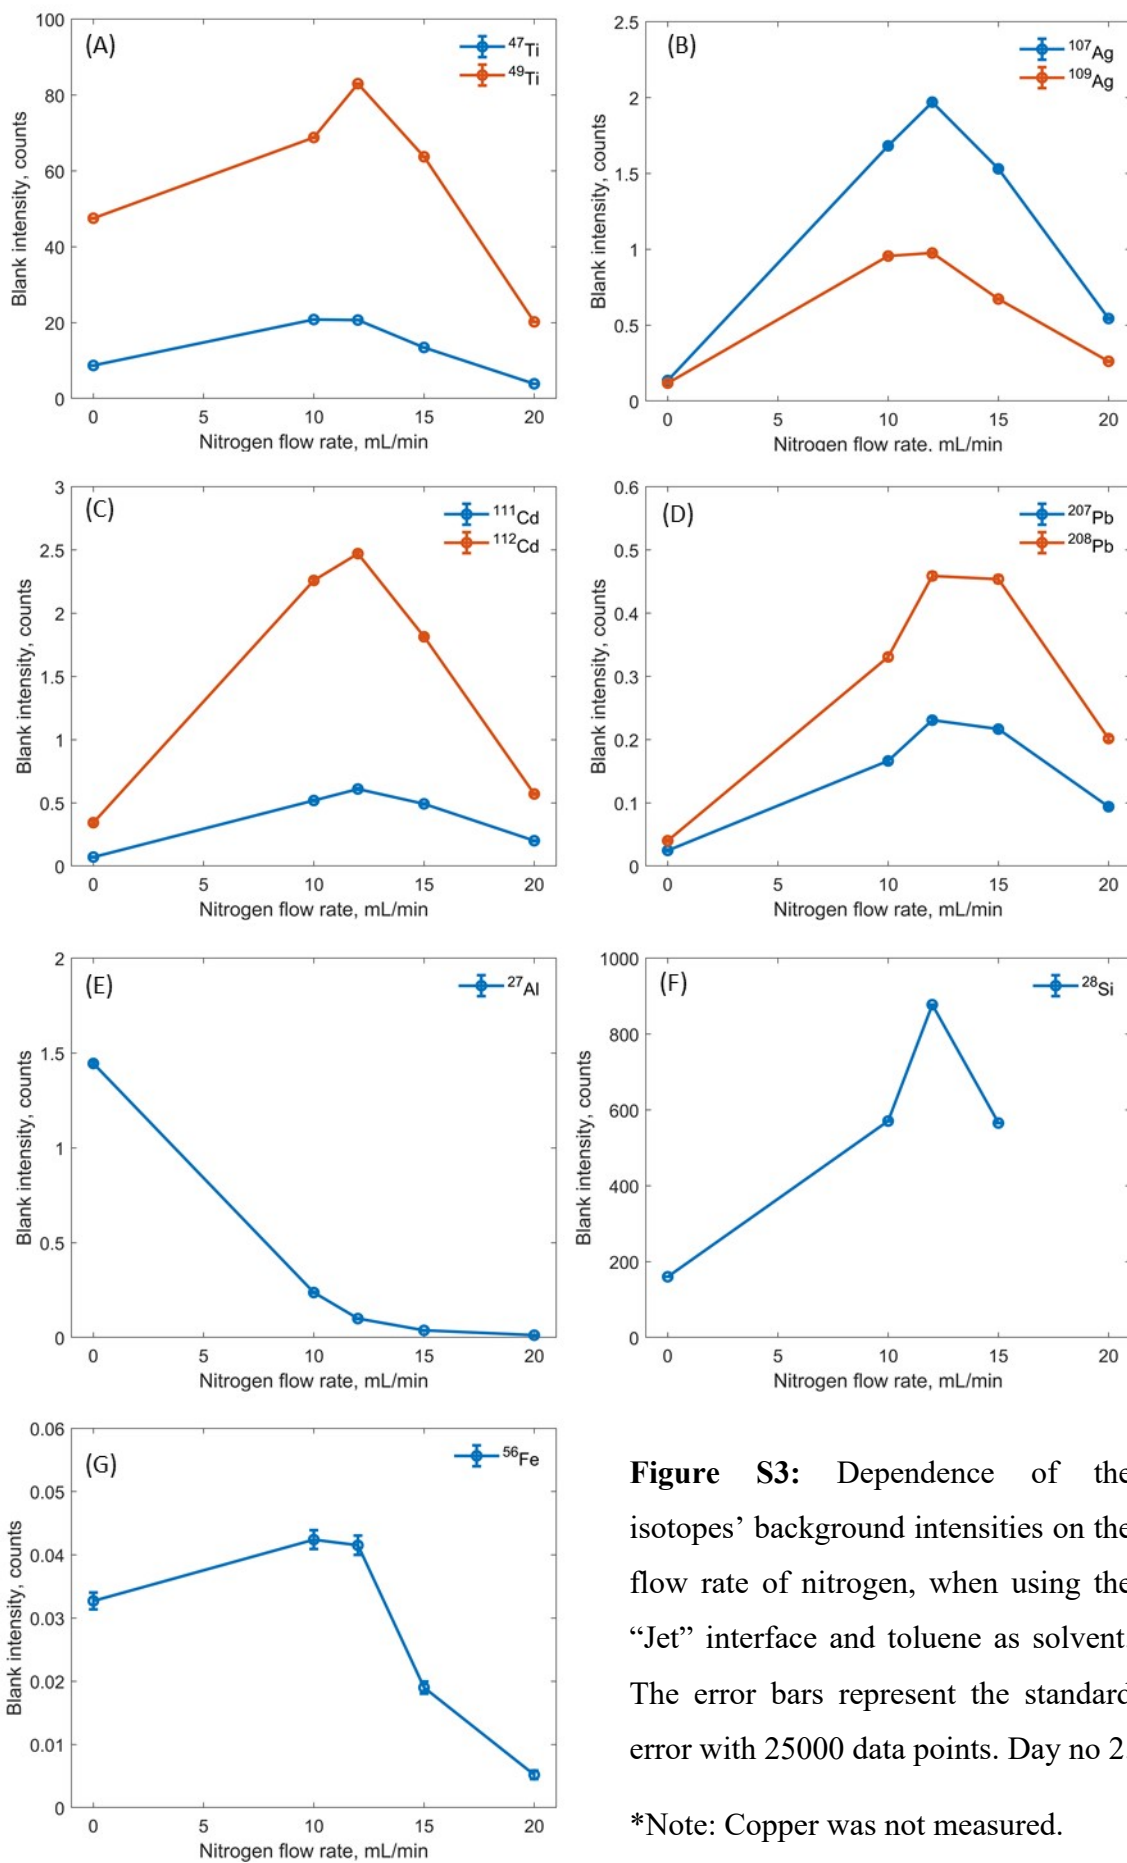 (A)
47Ti
49Ti
100
80
60
40
20
0
0 5 10 15 20
Blank intensity, counts
Nitrogen flow rate, mL/min
(B)
107Ag
109Ag
2.5
2
1.5
1
0.5
0
0 5 10 15 20
Blank intensity, counts
Nitrogen flow rate, mL/min
(C)
111Cd
112Cd
3
2.5
2
1.5
1
0.5
0
0 5 10 15 20
Blank intensity, counts
Nitrogen flow rate, mL/min
(D)
207Pb
208Pb
0.6
0.5
0.4
0.3
0.2
0.1
0
0 5 10 15 20
Blank intensity, counts
Nitrogen flow rate, mL/min
(E)
27Al
2
1.5
1
0.5
0
0 5 10 15 20
Blank intensity, counts
Nitrogen flow rate, mL/min
(F)
28Si
1000
800
600
400
200
0
0 5 10 15 20
Blank intensity, counts
Nitrogen flow rate, mL/min
(G)
56Fe
0.06
0.05
0.04
0.03
0.02
0.01
0
0 5 10 15 20
Blank intensity, counts
Nitrogen flow rate, mL/min
Figure S3: Dependence of the
isotopes’ background intensities on the
flow rate of nitrogen, when using the
“Jet” interface and toluene as solvent.
The error bars represent the standard
error with 25000 data points. Day no 2.
*Note: Copper was not measured.